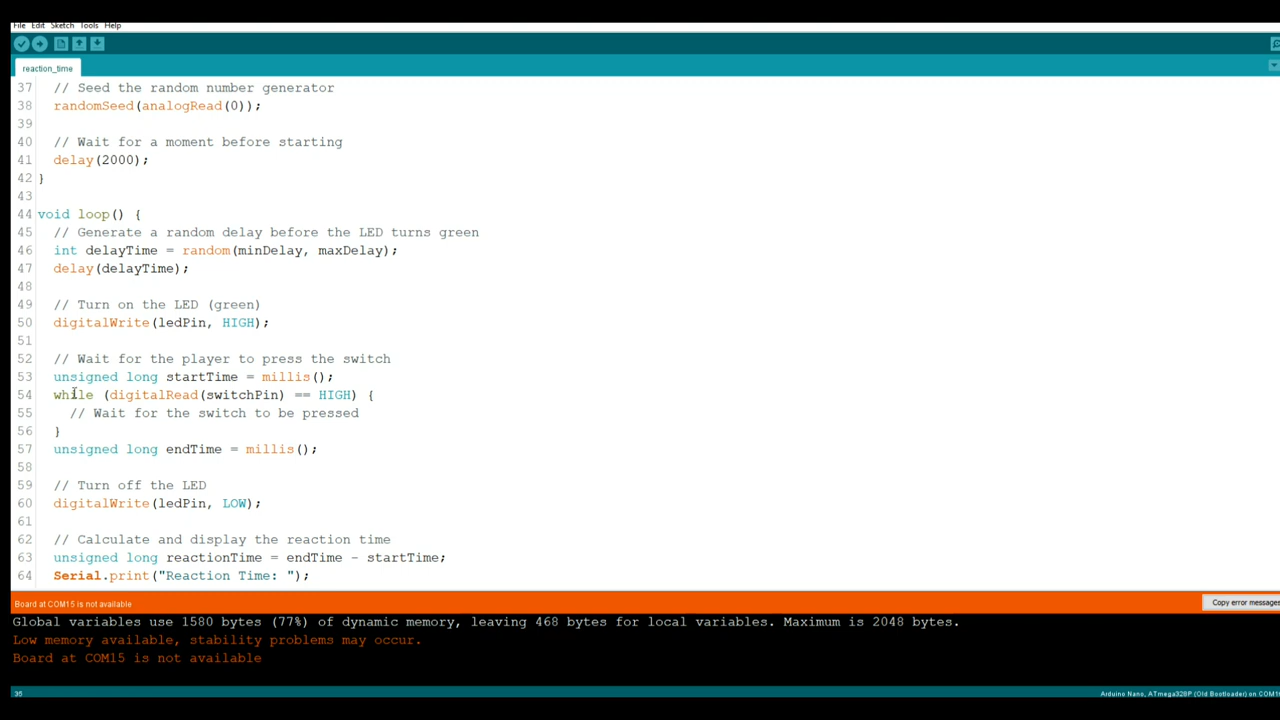 File Edit Sketch Tools Help
reaction_time
37 // Seed the random number generator
38 randomSeed(analogRead(0));
39
40 // Wait for a moment before starting
41 delay(2000);
42 }
43
44 void loop() {
45 // Generate a random delay before the LED turns green
46 int delayTime = random(minDelay, maxDelay);
47 delay(delayTime);
48
49 // Turn on the LED (green)
50 digitalWrite(ledPin, HIGH);
51
52 // Wait for the player to press the switch
53 unsigned long startTime = millis();
54 while (digitalRead(switchPin) == HIGH) {
55 // Wait for the switch to be pressed
56 }
57 unsigned long endTime = millis();
58
59 // Turn off the LED
60 digitalWrite(ledPin, LOW);
61
62 // Calculate and display the reaction time
63 unsigned long reactionTime = endTime - startTime;
64 Serial.print("Reaction Time: ");
Board at COM15 is not available
Copy error messages
Global variables use 1580 bytes (77%) of dynamic memory, leaving 468 bytes for local variables. Maximum is 2048 bytes.
Low memory available, stability problems may occur.
Board at COM15 is not available
35
Arduino Nano, ATmega328P (Old Bootloader) on